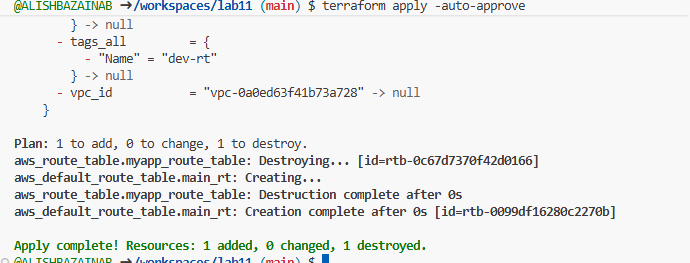 @ALISHBAZAINAB ➜/workspaces/lab11 (main) $ terraform apply -auto-approve
} -> null
- tags_all = {
- "Name" = "dev-rt"
} -> null
- vpc_id = "vpc-0a0ed63f41b73a728" -> null
}
Plan: 1 to add, 0 to change, 1 to destroy.
aws_route_table.myapp_route_table: Destroying... [id=rtb-0c67d7370f42d0166]
aws_default_route_table.main_rt: Creating...
aws_route_table.myapp_route_table: Destruction complete after 0s
aws_default_route_table.main_rt: Creation complete after 0s [id=rtb-0099df16280c2270b]
Apply complete! Resources: 1 added, 0 changed, 1 destroyed.
@ALISHBAZAINAB ➜/workspaces/lab11 (main) $